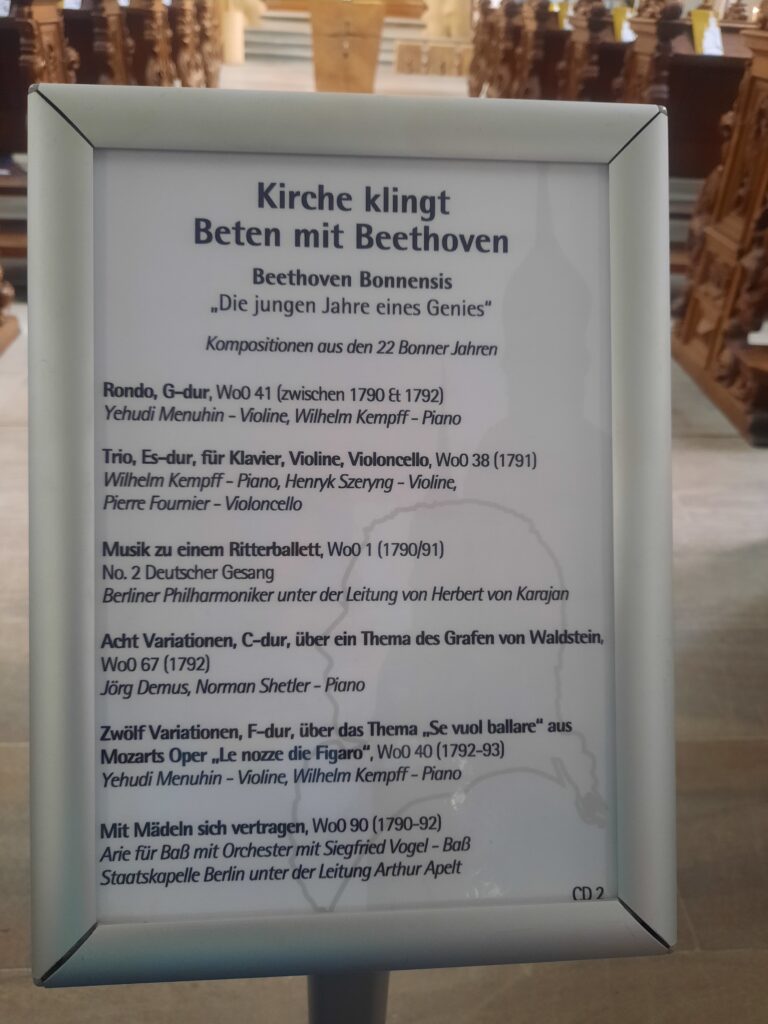 Kirche klingt
Beten mit Beethoven
Beethoven Bonnensis
„Die jungen Jahre eines Genies“
Kompositionen aus den 22 Bonner Jahren
Rondo, G-dur, WoO 41 (zwischen 1790 & 1792)
Yehudi Menuhin - Violine, Wilhelm Kempff - Piano
Trio, Es-dur, für Klavier, Violine, Violoncello, WoO 38 (1791)
Wilhelm Kempff - Piano, Henryk Szeryng - Violine,
Pierre Fournier - Violoncello
Musik zu einem Ritterballett, WoO 1 (1790/91)
No. 2 Deutscher Gesang
Berliner Philharmoniker unter der Leitung von Herbert von Karajan
Acht Variationen, C-dur, über ein Thema des Grafen von Waldstein,
WoO 67 (1792)
Jörg Demus, Norman Shetler - Piano
Zwölf Variationen, F-dur, über das Thema „Se vuol ballare“ aus
Mozarts Oper „Le nozze die Figaro“, WoO 40 (1792-93)
Yehudi Menuhin - Violine, Wilhelm Kempff - Piano
Mit Mädeln sich vertragen, WoO 90 (1790-92)
Arie für Baß mit Orchester mit Siegfried Vogel - Baß
Staatskapelle Berlin unter der Leitung Arthur Apelt
CD 2